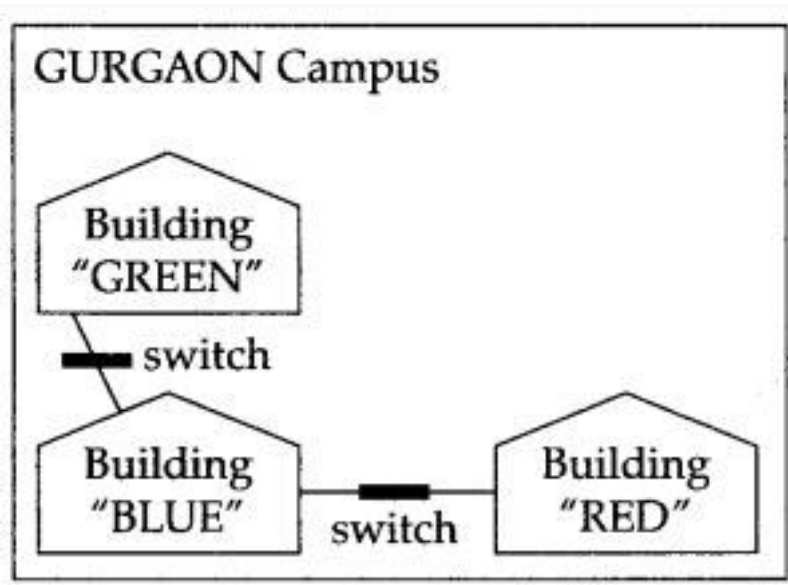 GURGAON Campus
Building
"GREEN"
switch
Building
"BLUE"
switch
Building
"RED"